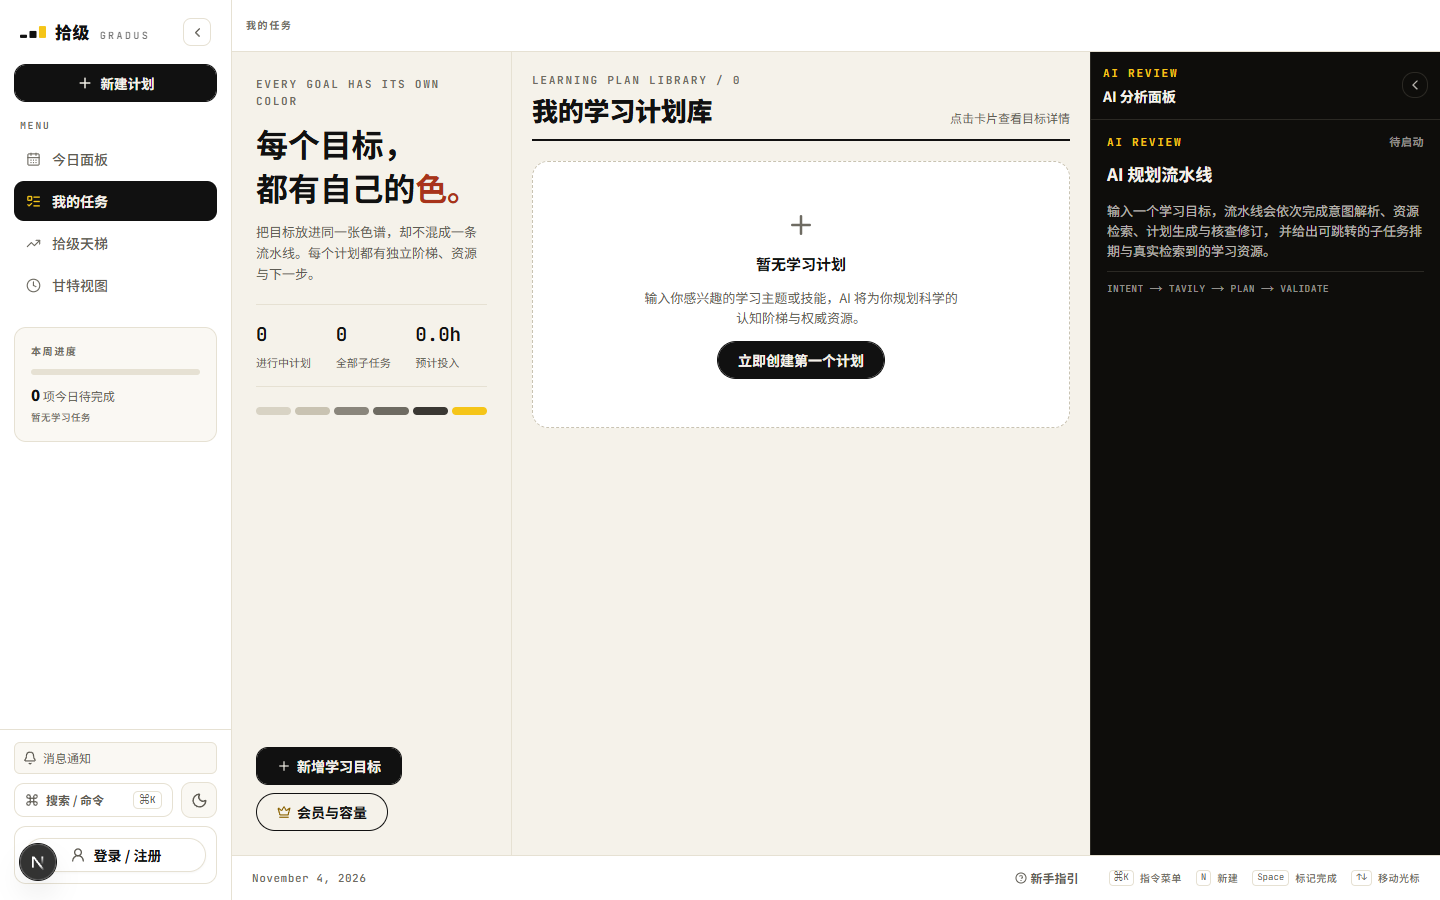 拾级 GRADUS
新建计划
MENU
今日面板
我的任务
拾级天梯
甘特视图
本周进度
0 项今日待完成
暂无学习任务
消息通知
搜索 / 命令 ⌘K
登录 / 注册
N
我的任务
EVERY GOAL HAS ITS OWN
COLOR
每个目标，
都有自己的色。
把目标放进同一张色谱，却不混成一条
流水线。每个计划都有独立阶梯、资源
与下一步。
0 0 0.0h
进行中计划 全部子任务 预计投入
新增学习目标
会员与容量
LEARNING PLAN LIBRARY / 0
我的学习计划库
点击卡片查看目标详情
暂无学习计划
输入你感兴趣的学习主题或技能，AI 将为你规划科学的
认知阶梯与权威资源。
立即创建第一个计划
AI REVIEW
AI 分析面板
AI REVIEW 待启动
AI 规划流水线
输入一个学习目标，流水线会依次完成意图解析、资源
检索、计划生成与核查修订， 并给出可跳转的子任务排
期与真实检索到的学习资源。
INTENT → TAVILY → PLAN → VALIDATE
November 4, 2026
新手指引
⌘K 指令菜单 N 新建 Space 标记完成 ↑↓ 移动光标